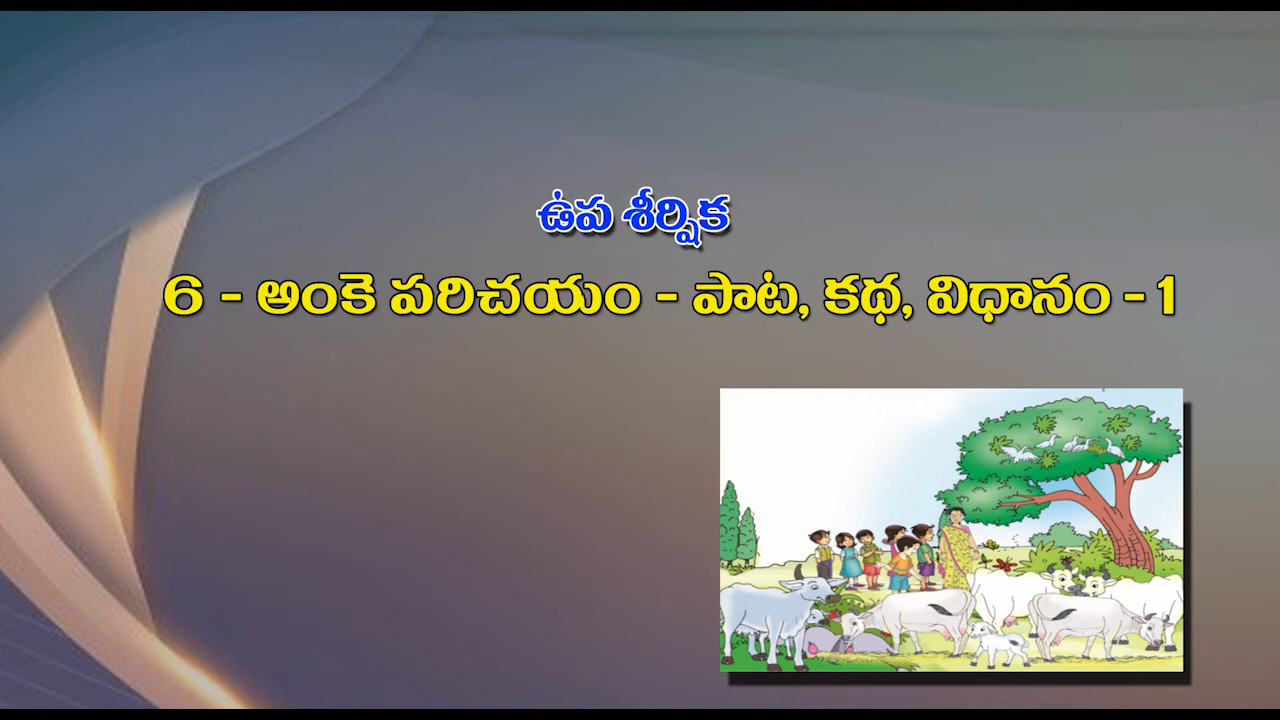 ఉప శీర్షిక
6 - అంకె పరిచయం - పాట, కథ, విధానం - 1